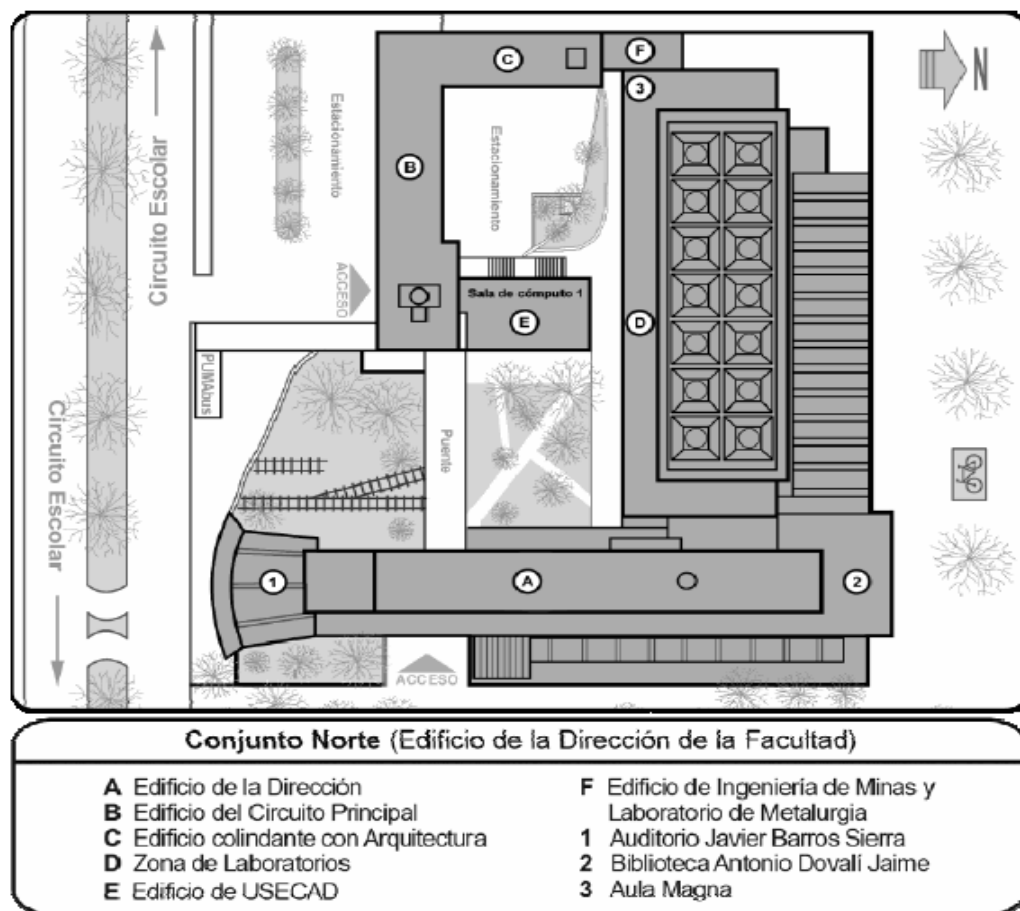 C
F
3
N
Circuito Escolar
Estacionamiento
B
Estacionamiento
ACCESO
Sala de cómputo 1
E
D
PUMAbus
Circuito Escolar
Puente
1
A
2
ACCESO
Conjunto Norte (Edificio de la Dirección de la Facultad)
A Edificio de la Dirección
B Edificio del Circuito Principal
C Edificio colindante con Arquitectura
D Zona de Laboratorios
E Edificio de USECAD
F Edificio de Ingeniería de Minas y
Laboratorio de Metalurgia
1 Auditorio Javier Barros Sierra
2 Biblioteca Antonio Dovalí Jaime
3 Aula Magna